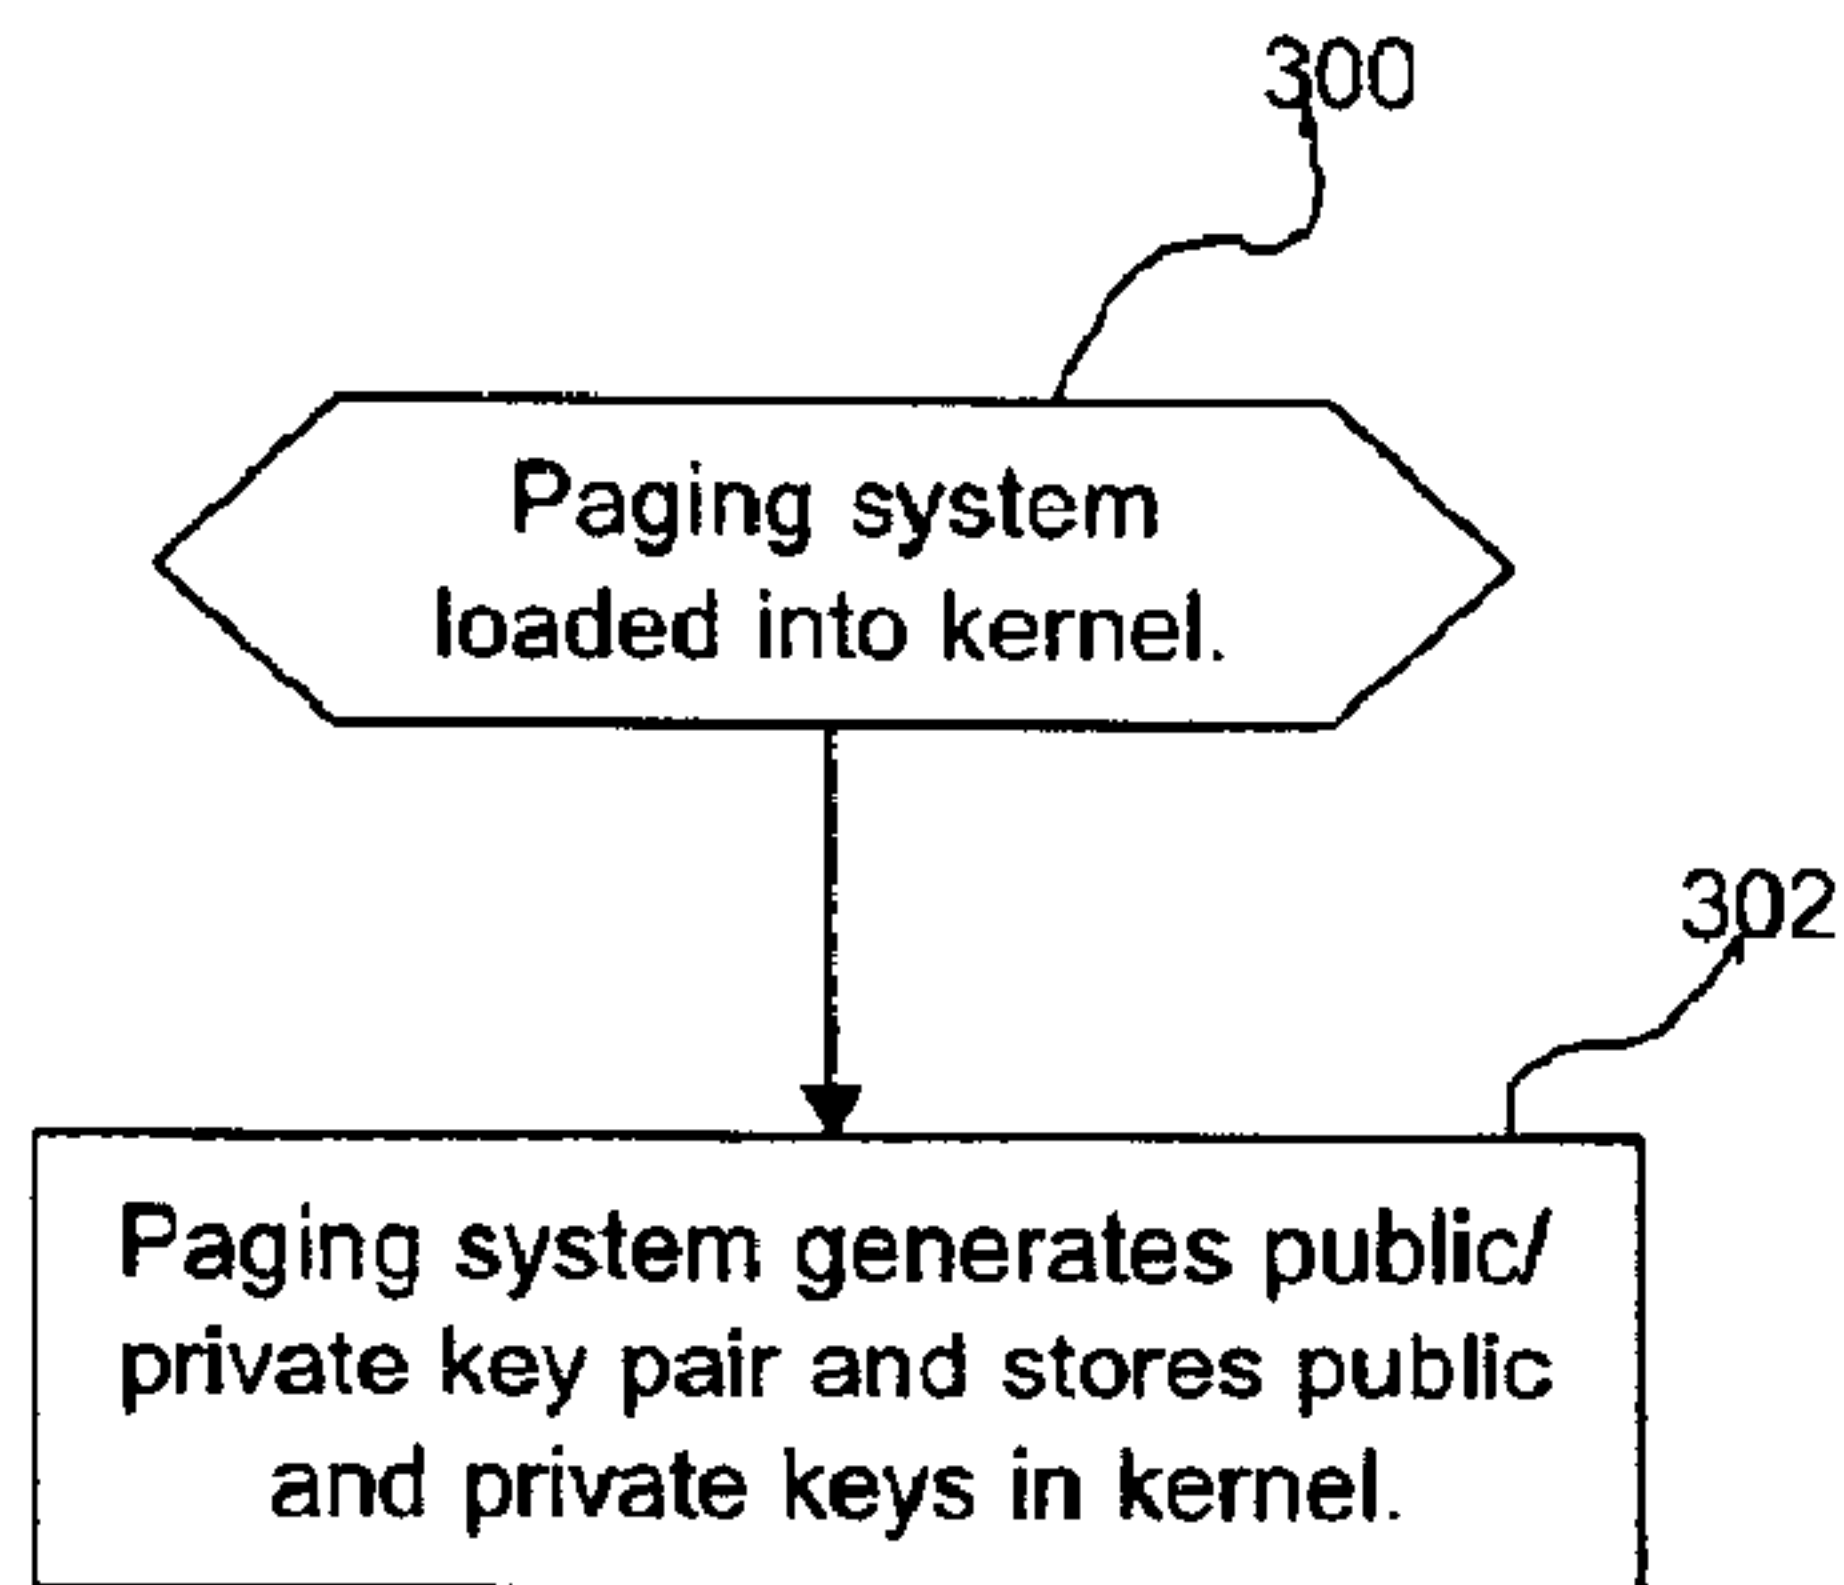 300
Paging system
loaded into kernel.
302
Paging system generates public/
private key pair and stores public
and private keys in kernel.